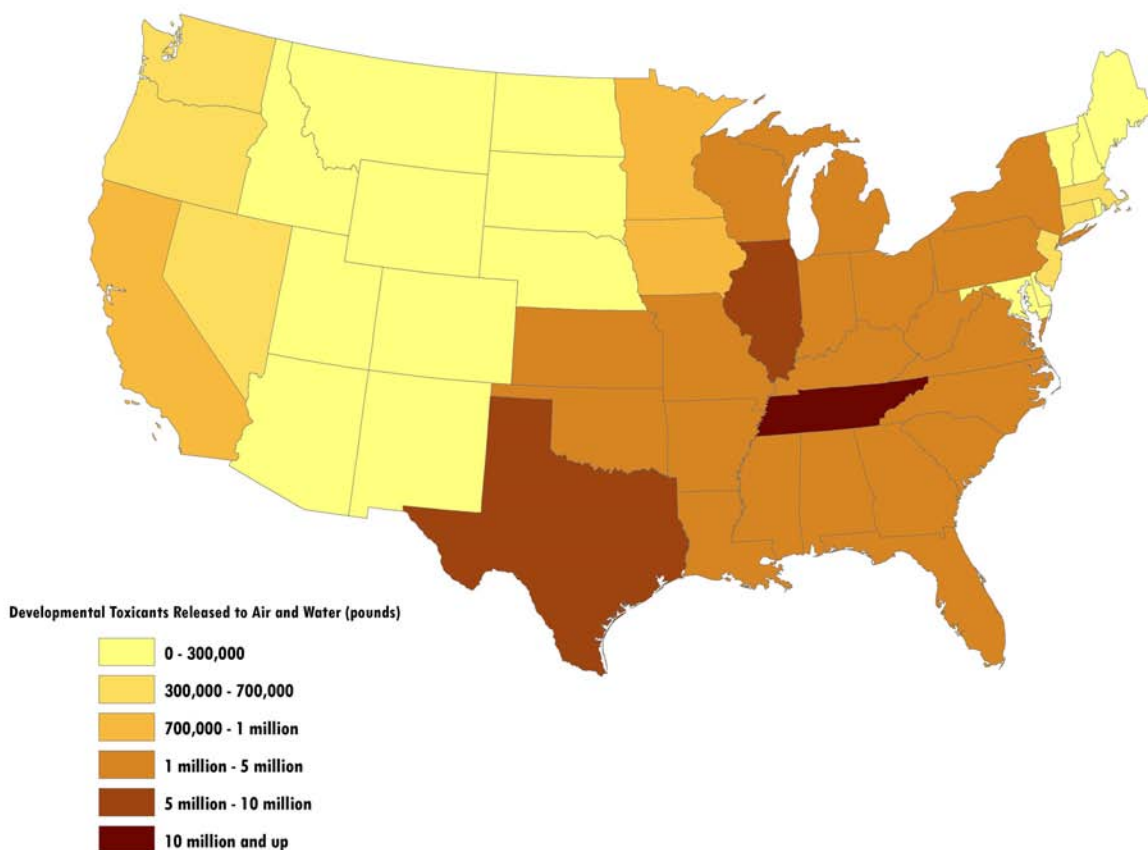 Developmental Toxicants Released to Air and Water (pounds)
0 - 300,000
300,000 - 700,000
700,000 - 1 million
1 million - 5 million
5 million - 10 million
10 million and up